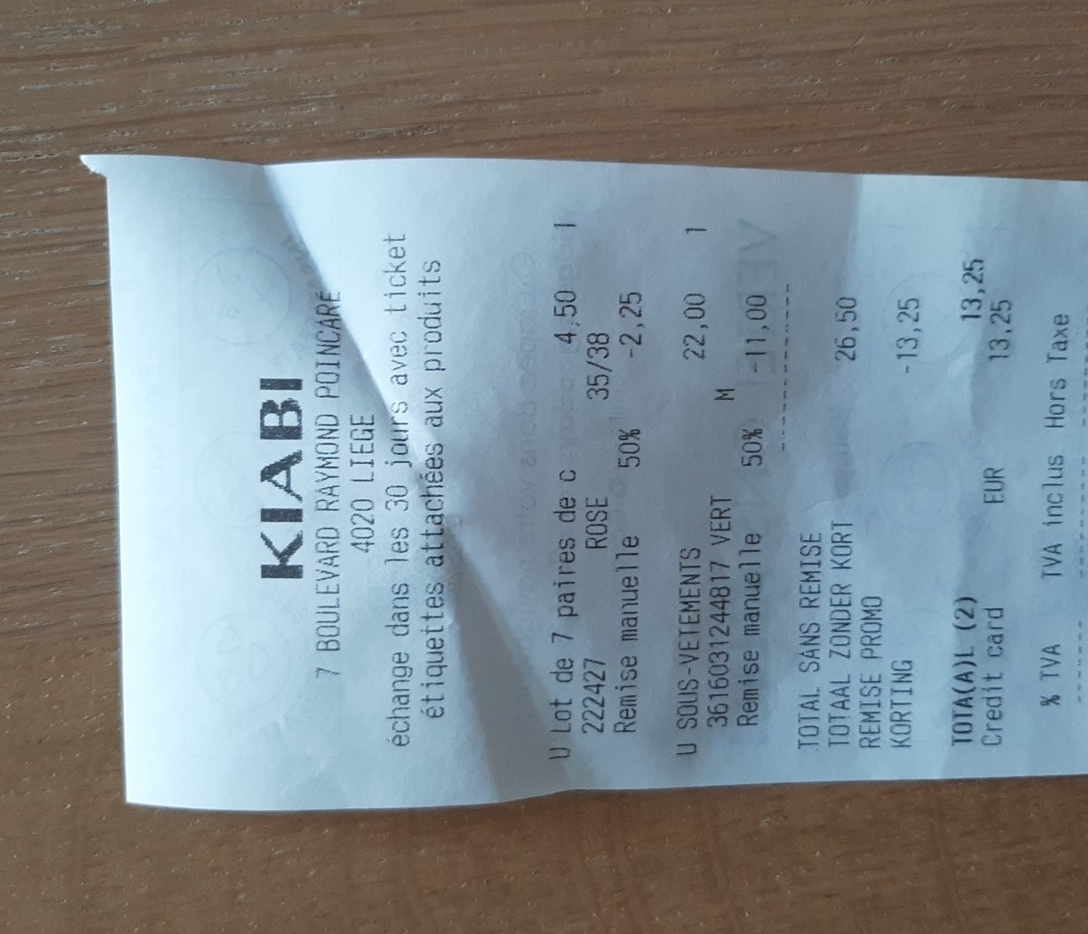 KIABI
7 BOULEVARD RAYMOND POINCARÉ
4020 LIEGE
échange dans les 30 jours avec ticket
étiquettes attachées aux produits
U Lot de 7 paires de c 4,50 1
222427 ROSE 35/38
Remise manuelle 50% -2,25
U SOUS-VETEMENTS 22,00 1
3616031244817 VERT M
Remise manuelle 50% -11,00
TOTAL SANS REMISE
TOTAAL ZONDER KORT 26,50
REMISE PROMO
KORTING -13,25
TOTA(A)L (2) 13,25
Credit card EUR 13,25
% TVA TVA inclus Hors Taxe